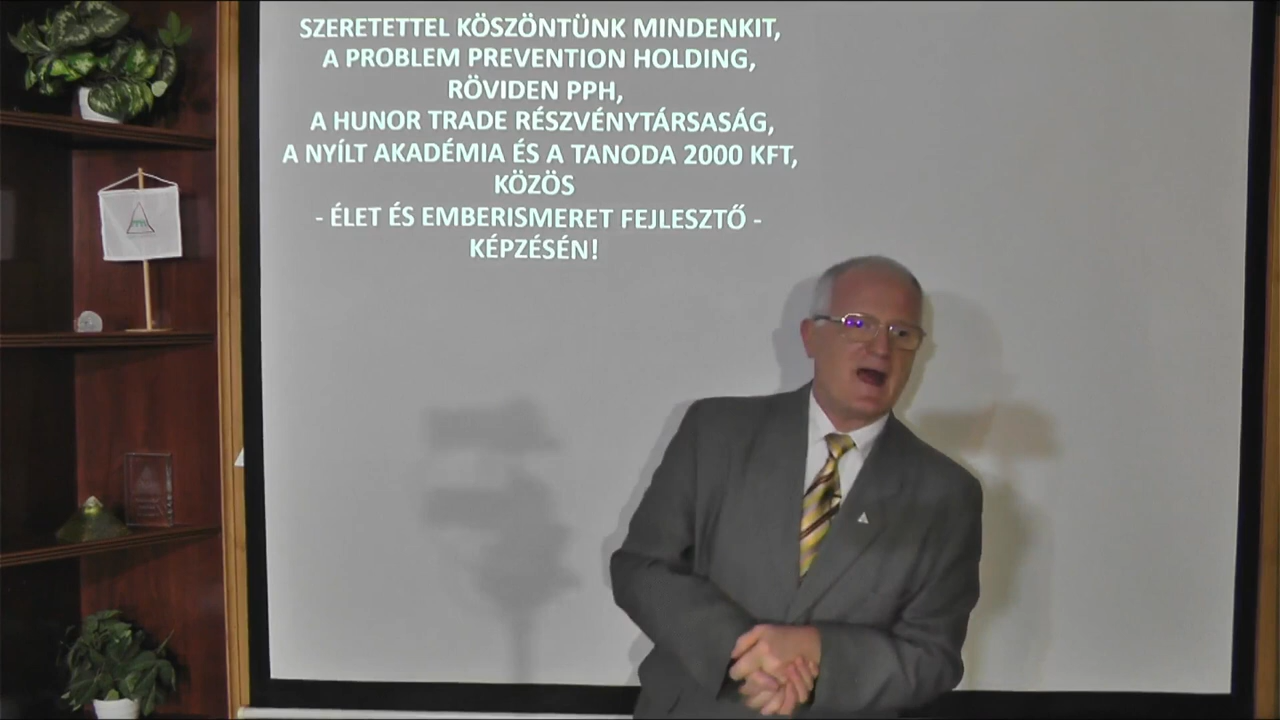 SZERETETTEL KÖSZÖNTÜNK MINDENKIT,
A PROBLEM PREVENTION HOLDING,
RÖVIDEN PPH,
A HUNOR TRADE RÉSZVÉNYTÁRSASÁG,
A NYÍLT AKADÉMIA ÉS A TANODA 2000 KFT,
KÖZÖS
- ÉLET ÉS EMBERISMERET FEJLESZTŐ -
KÉPZÉSÉN!